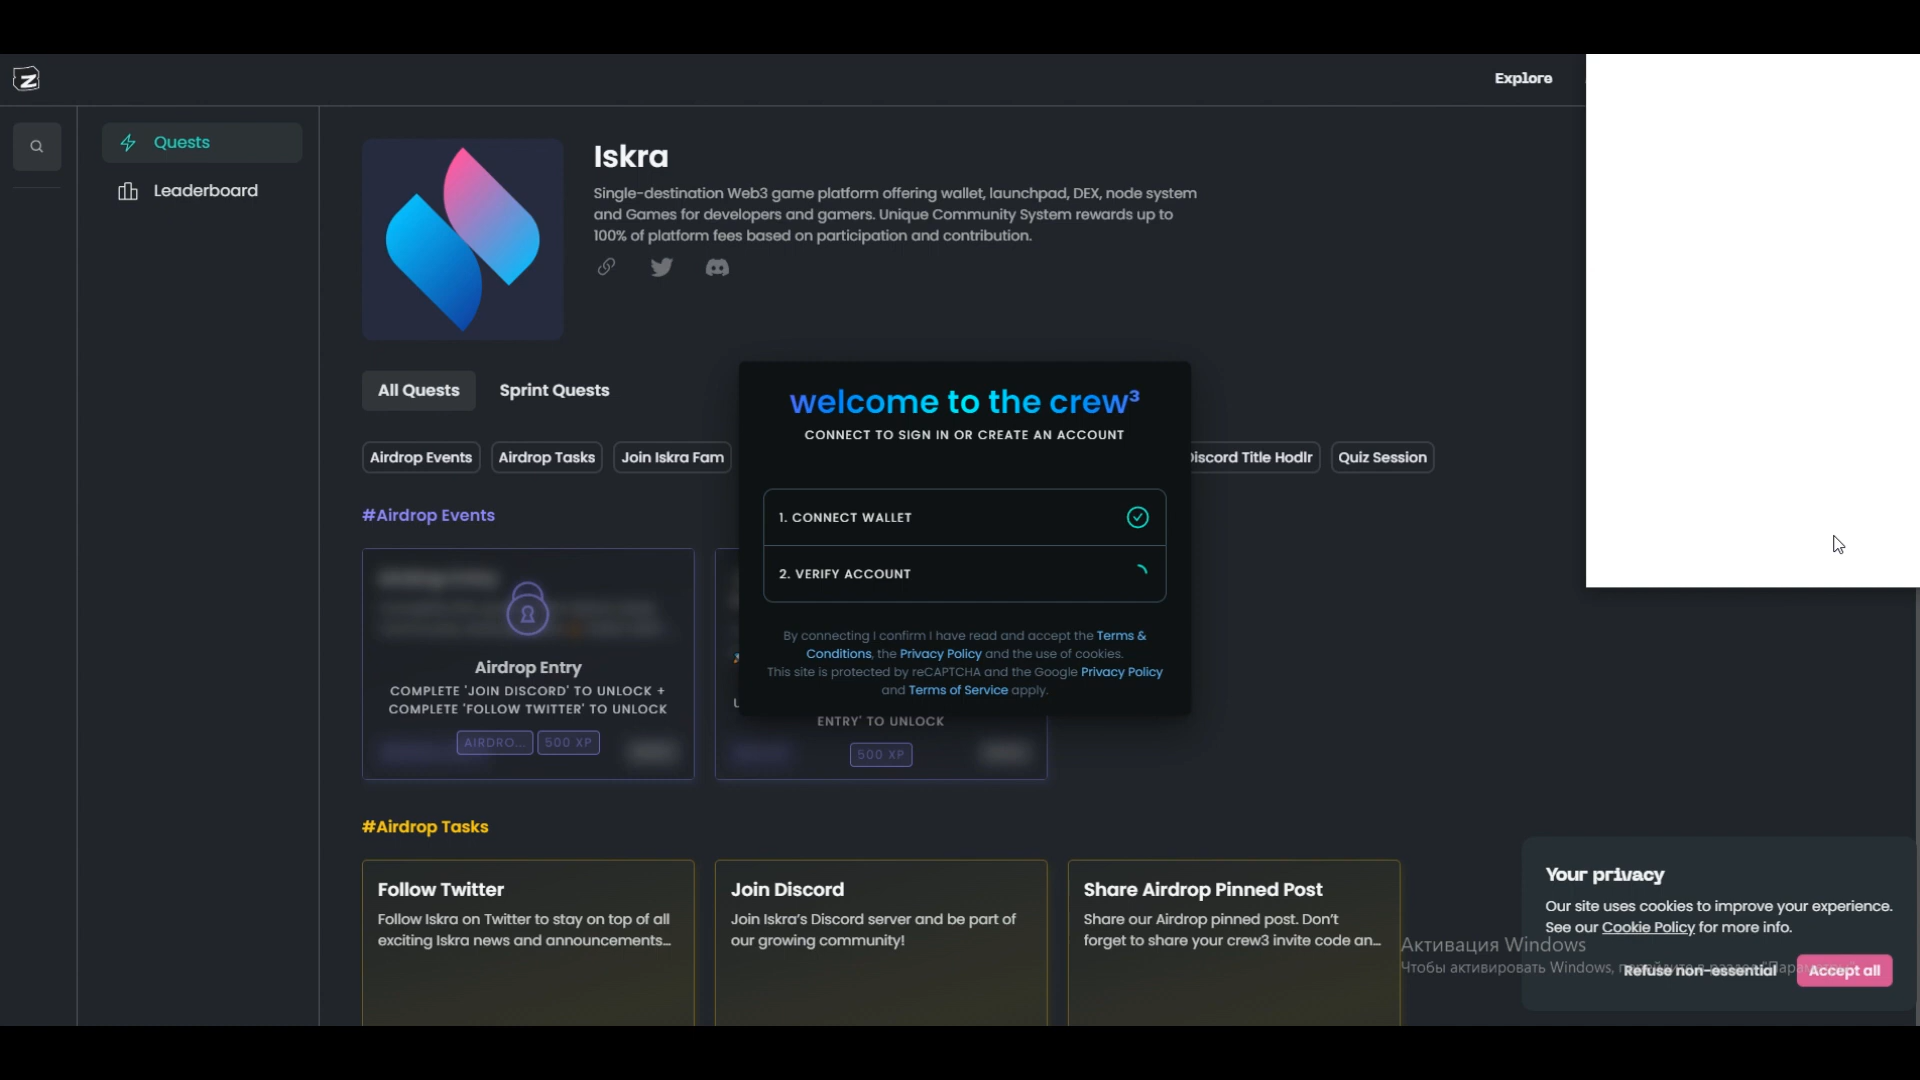 Explore
Quests
Leaderboard
Iskra
Single-destination Web3 game platform offering wallet, launchpad, DEX, node system
and Games for developers and gamers. Unique Community System rewards up to
100% of platform fees based on participation and contribution.
All Quests
Sprint Quests
Airdrop Events
Airdrop Tasks
Join Iskra Fam
Discord Title Hodlr
Quiz Session
welcome to the crew³
CONNECT TO SIGN IN OR CREATE AN ACCOUNT
1. CONNECT WALLET
2. VERIFY ACCOUNT
By connecting I confirm I have read and accept the Terms &
Conditions, the Privacy Policy and the use of cookies.
This site is protected by reCAPTCHA and the Google Privacy Policy
and Terms of Service apply.
#Airdrop Events
Airdrop Entry
COMPLETE 'JOIN DISCORD' TO UNLOCK +
COMPLETE 'FOLLOW TWITTER' TO UNLOCK
AIRDRO...
500 XP
ENTRY' TO UNLOCK
500 XP
#Airdrop Tasks
Follow Twitter
Follow Iskra on Twitter to stay on top of all
exciting Iskra news and announcements...
Join Discord
Join Iskra's Discord server and be part of
our growing community!
Share Airdrop Pinned Post
Share our Airdrop pinned post. Don't
forget to share your crew3 invite code an...
Your privacy
Our site uses cookies to improve your experience.
See our Cookie Policy for more info.
Refuse non-essential
Accept all
Активация Windows
Чтобы активировать Windows,